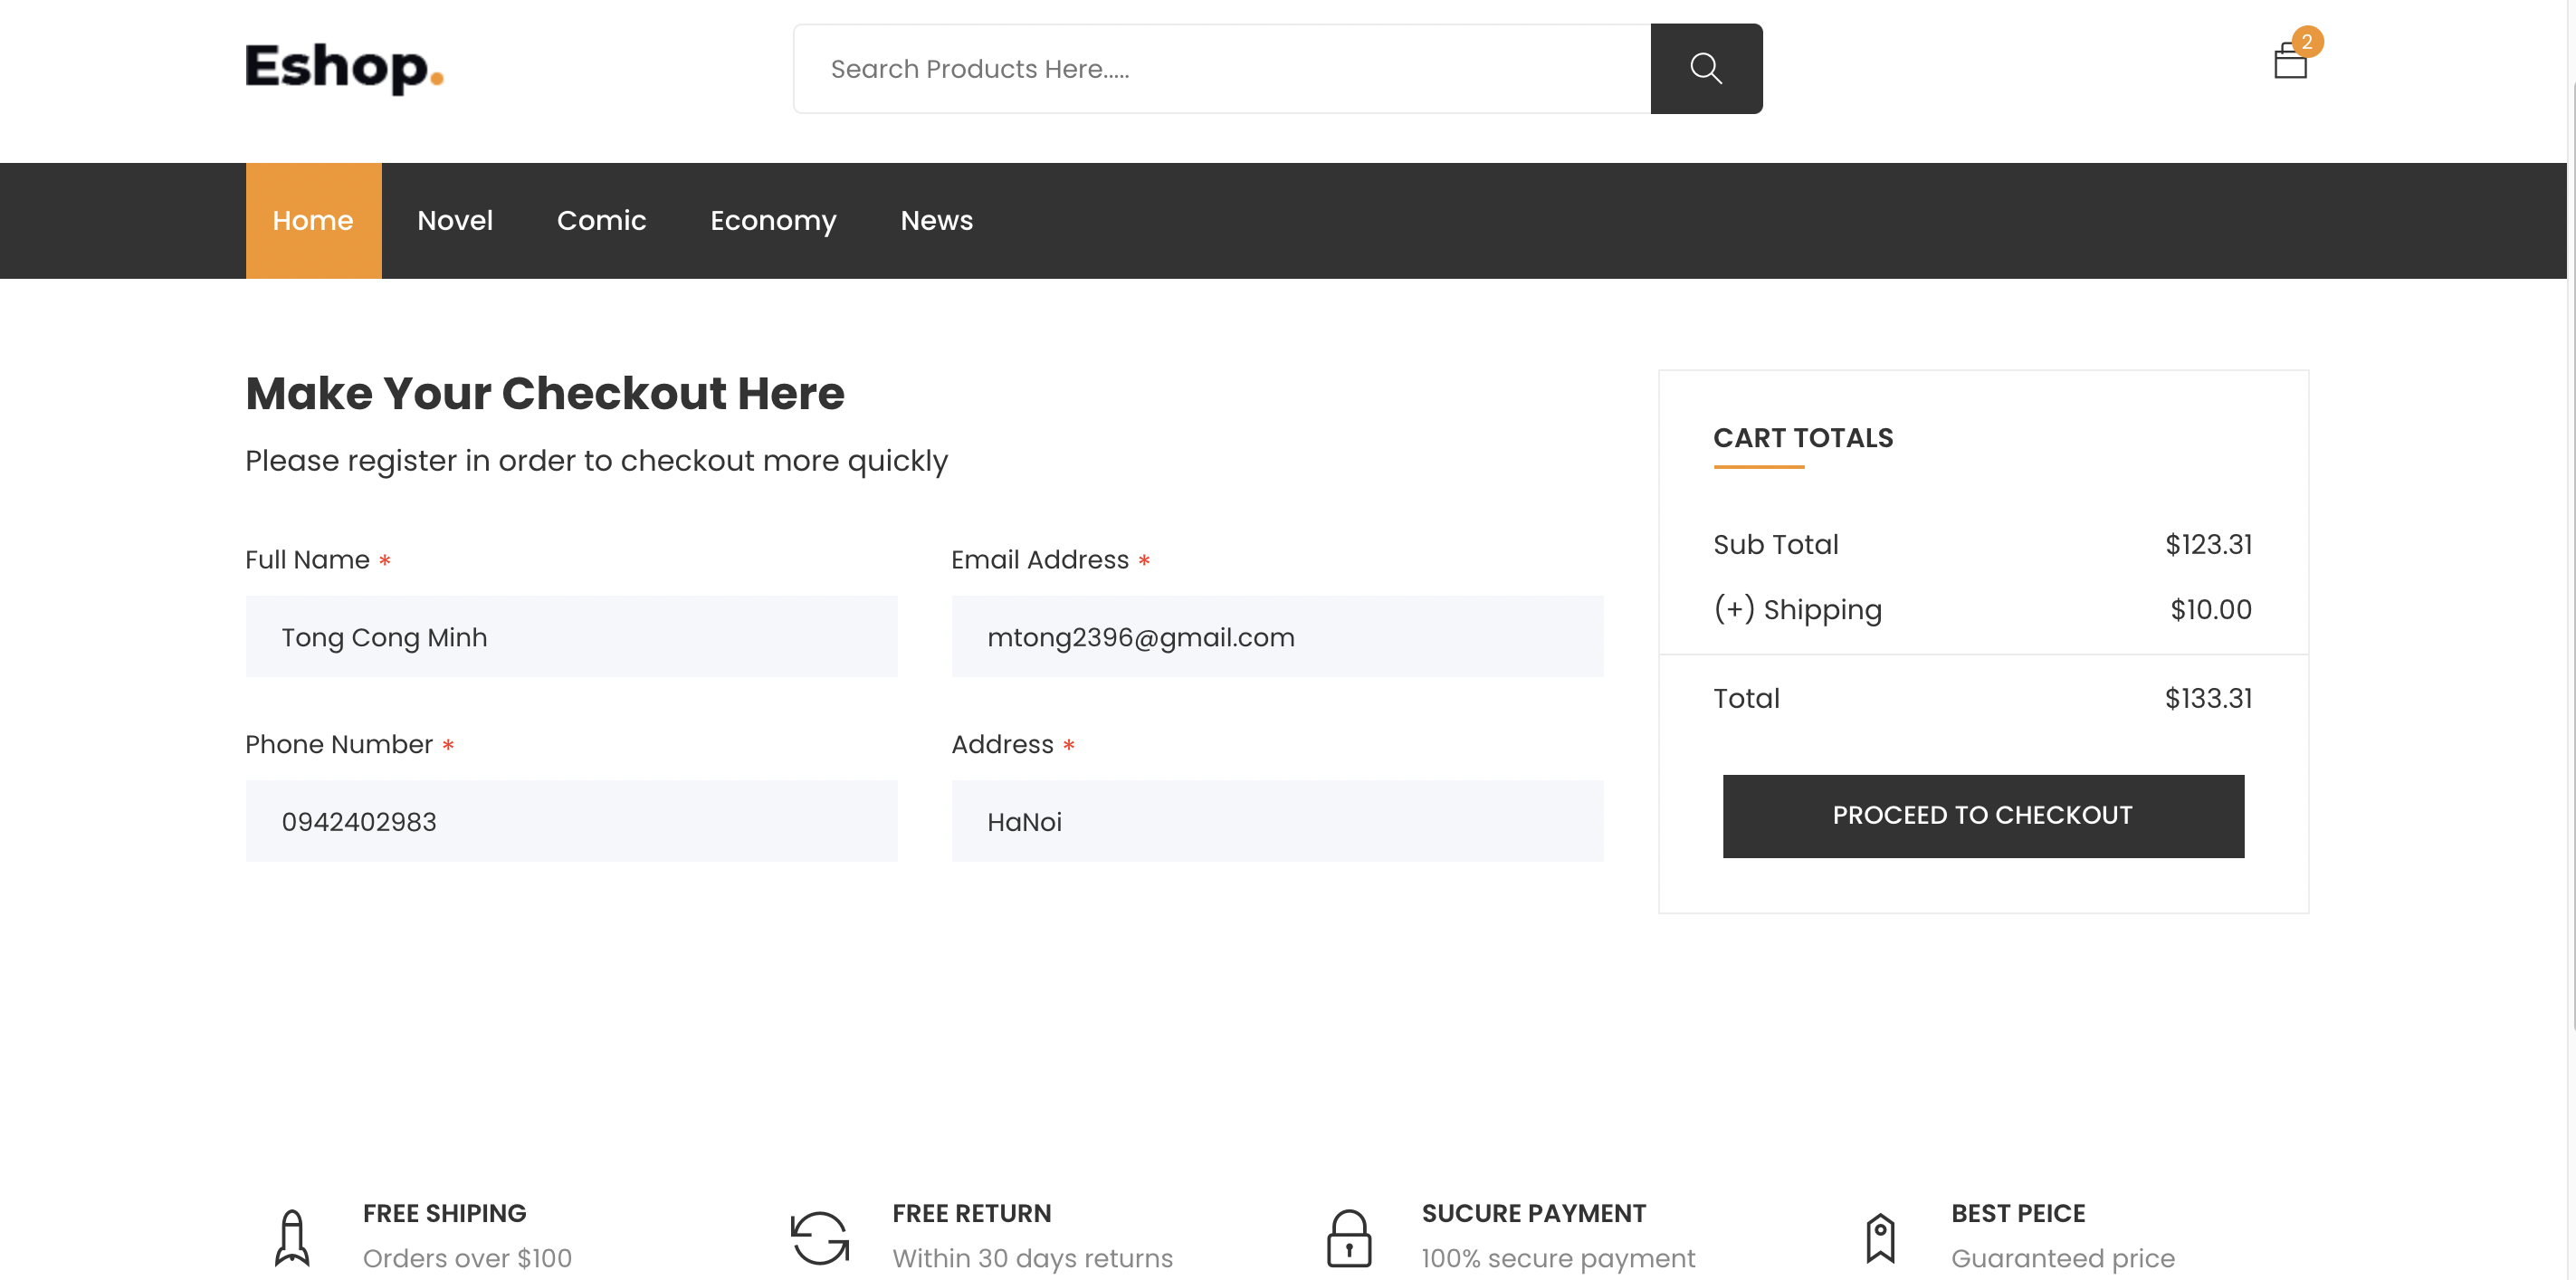 Eshop.
Search Products Here.....
2
Home Novel Comic Economy News
Make Your Checkout Here
Please register in order to checkout more quickly
Full Name *
Tong Cong Minh
Email Address *
mtong2396@gmail.com
Phone Number *
0942402983
Address *
HaNoi
CART TOTALS
Sub Total $123.31
(+) Shipping $10.00
Total $133.31
PROCEED TO CHECKOUT
FREE SHIPING
Orders over $100
FREE RETURN
Within 30 days returns
SUCURE PAYMENT
100% secure payment
BEST PEICE
Guaranteed price